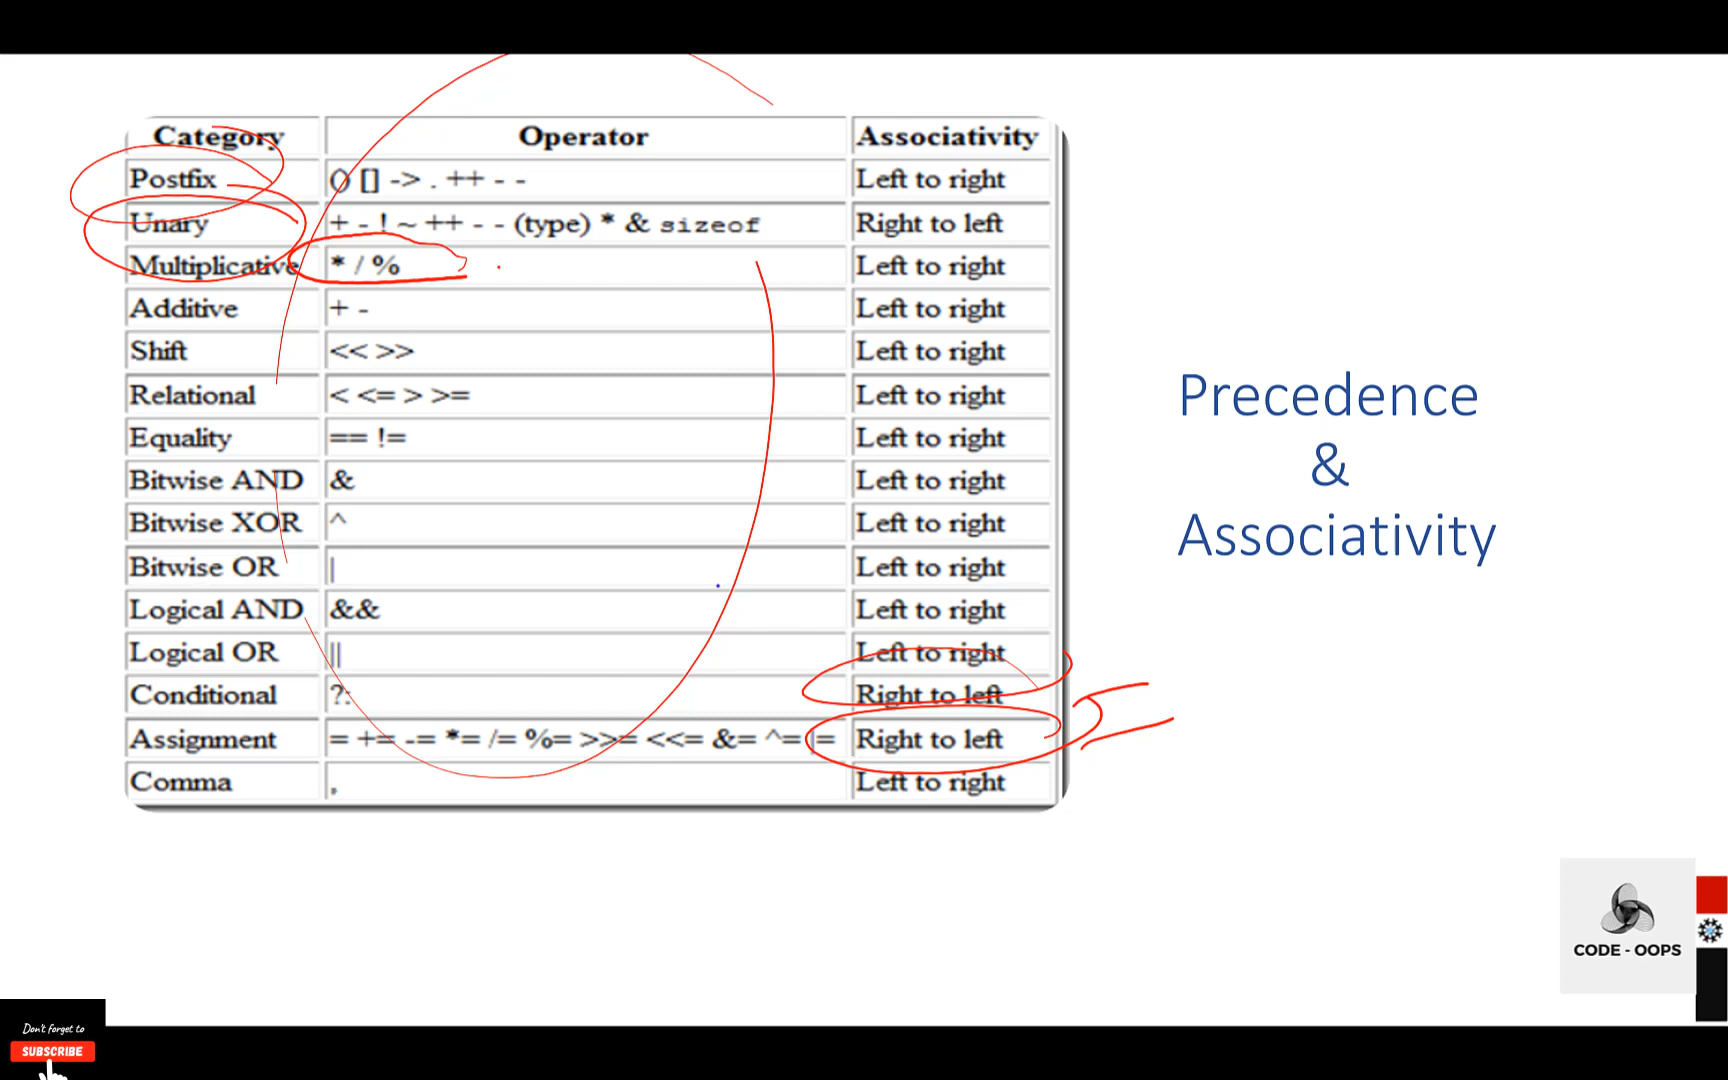 Category Operator Associativity
Postfix () [] -> . ++ - - Left to right
Unary + - ! ~ ++ - - (type) * & sizeof Right to left
Multiplicative * / % Left to right
Additive + - Left to right
Shift << >> Left to right
Relational < <= > >= Left to right
Equality == != Left to right
Bitwise AND & Left to right
Bitwise XOR ^ Left to right
Bitwise OR | Left to right
Logical AND && Left to right
Logical OR || Left to right
Conditional ?: Right to left
Assignment = += -= *= /= %= >>= <<= &= ^= |= Right to left
Comma , Left to right
Precedence
&
Associativity
CODE - OOPS
Don't forget to
SUBSCRIBE